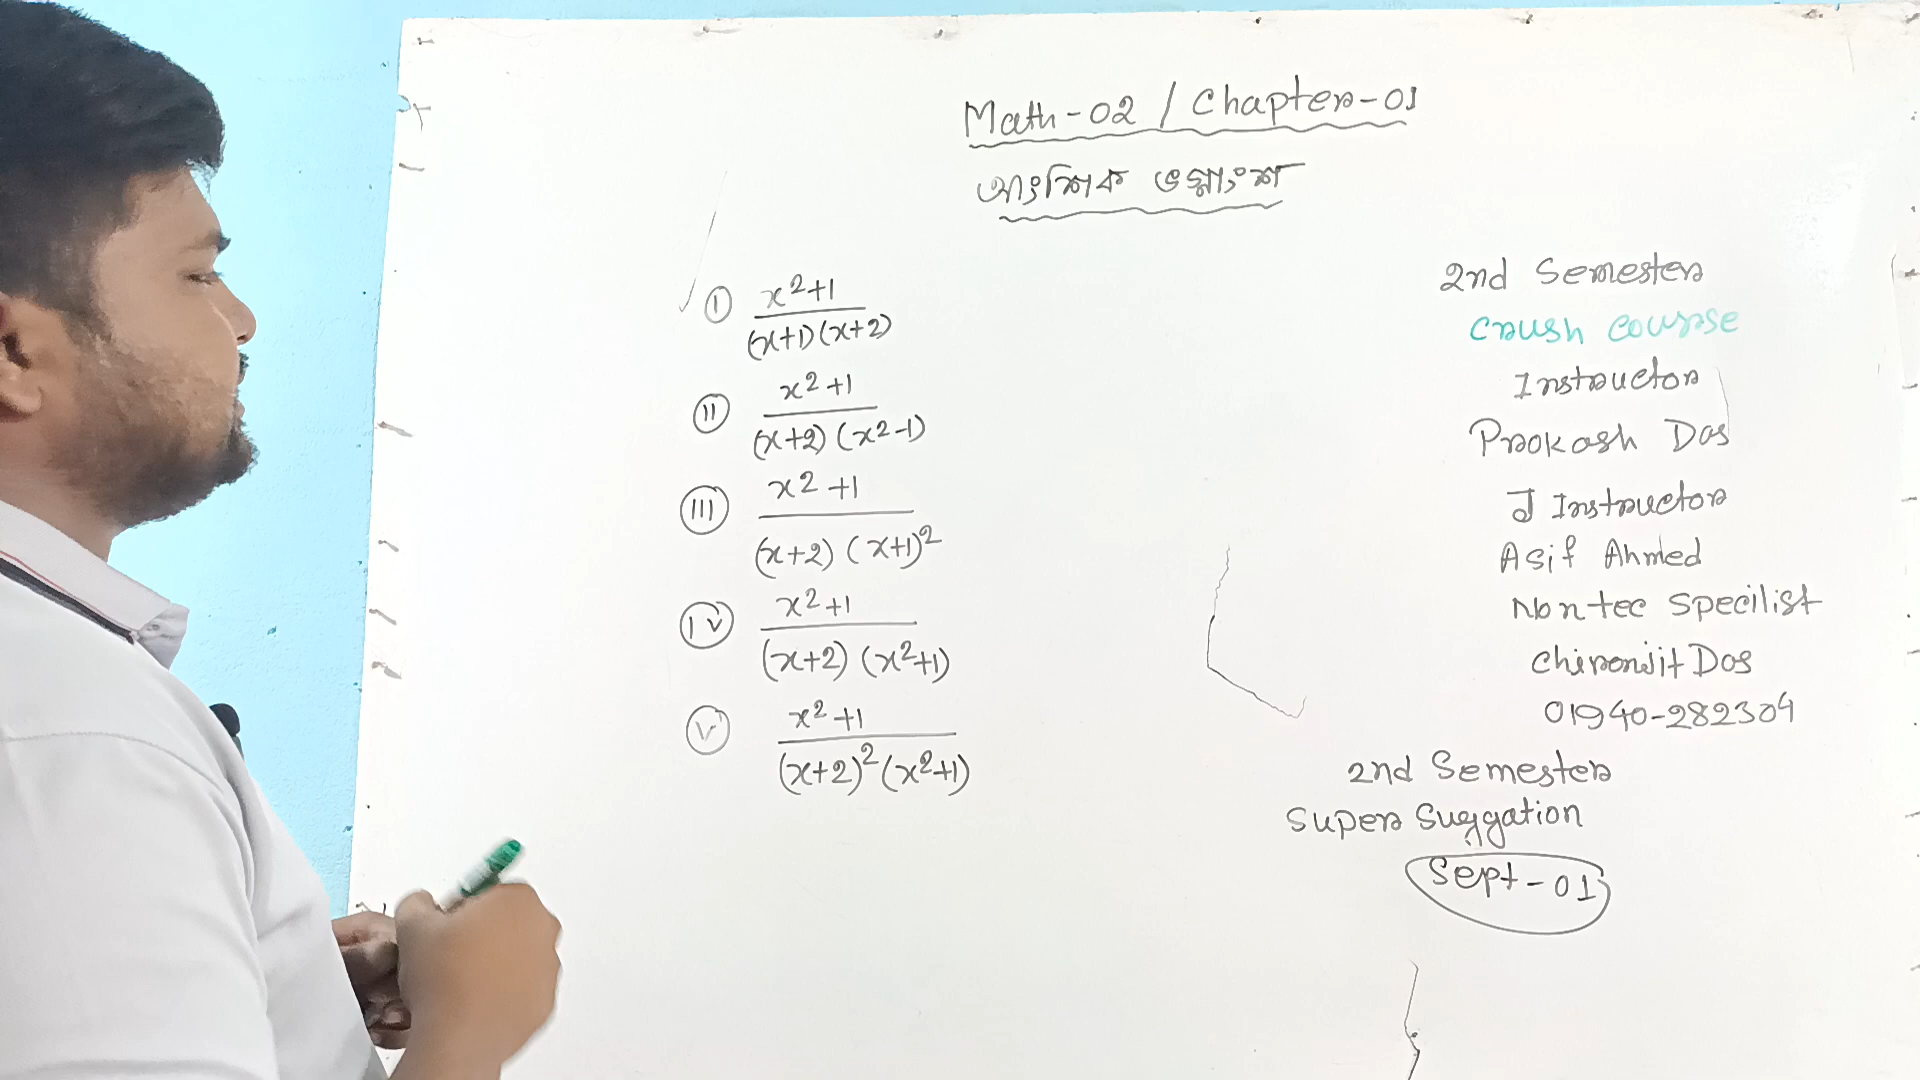 Math-02 / Chapter-01
আংশিক ভগ্নাংশ
(I) x²+1 / (x+1)(x+2)
(II) x²+1 / (x+2)(x²-1)
(III) x²+1 / (x+2)(x+1)²
(IV) x²+1 / (x+2)(x²+1)
(V) x²+1 / (x+2)²(x²+1)
2nd Semester
Crush course
Instructor
Prokash Das
J Instructor
Asif Ahmed
Non tec specilist
Chironjit Das
01940-282304
2nd Semester
Super Suggation
Sept-01